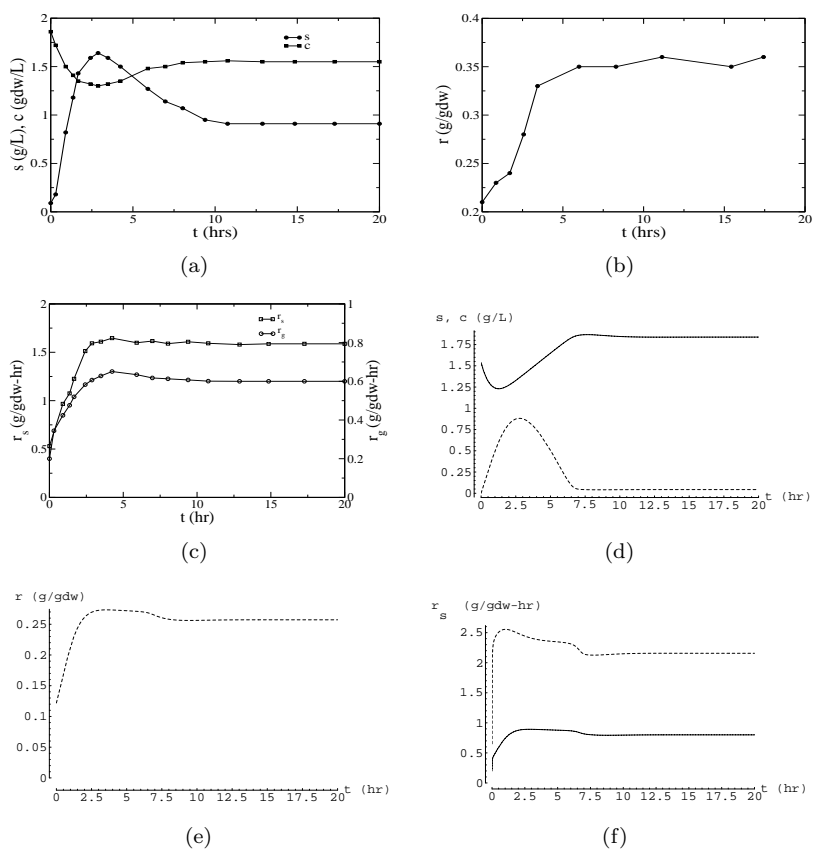 2
1.5
1
0.5
0
s (g/L), c (gdw/L)
s
c
0 5 10 15 20
t (hrs)
(a)
0.4
0.35
0.3
0.25
0.2
r (g/gdw)
0 5 10 15 20
t (hrs)
(b)
2
1.5
1
0.5
0
r_s (g/gdw-hr)
r_s
r_g
1
0.8
0.6
0.4
0.2
0
r_g (g/gdw-hr)
0 5 10 15 20
t (hr)
(c)
s, c (g/L)
1.75
1.5
1.25
1
0.75
0.5
0.25
0
0 2.5 5 7.5 10 12.5 15 17.5 20
t (hr)
(d)
r (g/gdw)
0.25
0.2
0.15
0.1
0.05
0
0 2.5 5 7.5 10 12.5 15 17.5 20
t (hr)
(e)
r_s (g/gdw-hr)
2.5
2
1.5
1
0.5
0
0 2.5 5 7.5 10 12.5 15 17.5 20
t (hr)
(f)